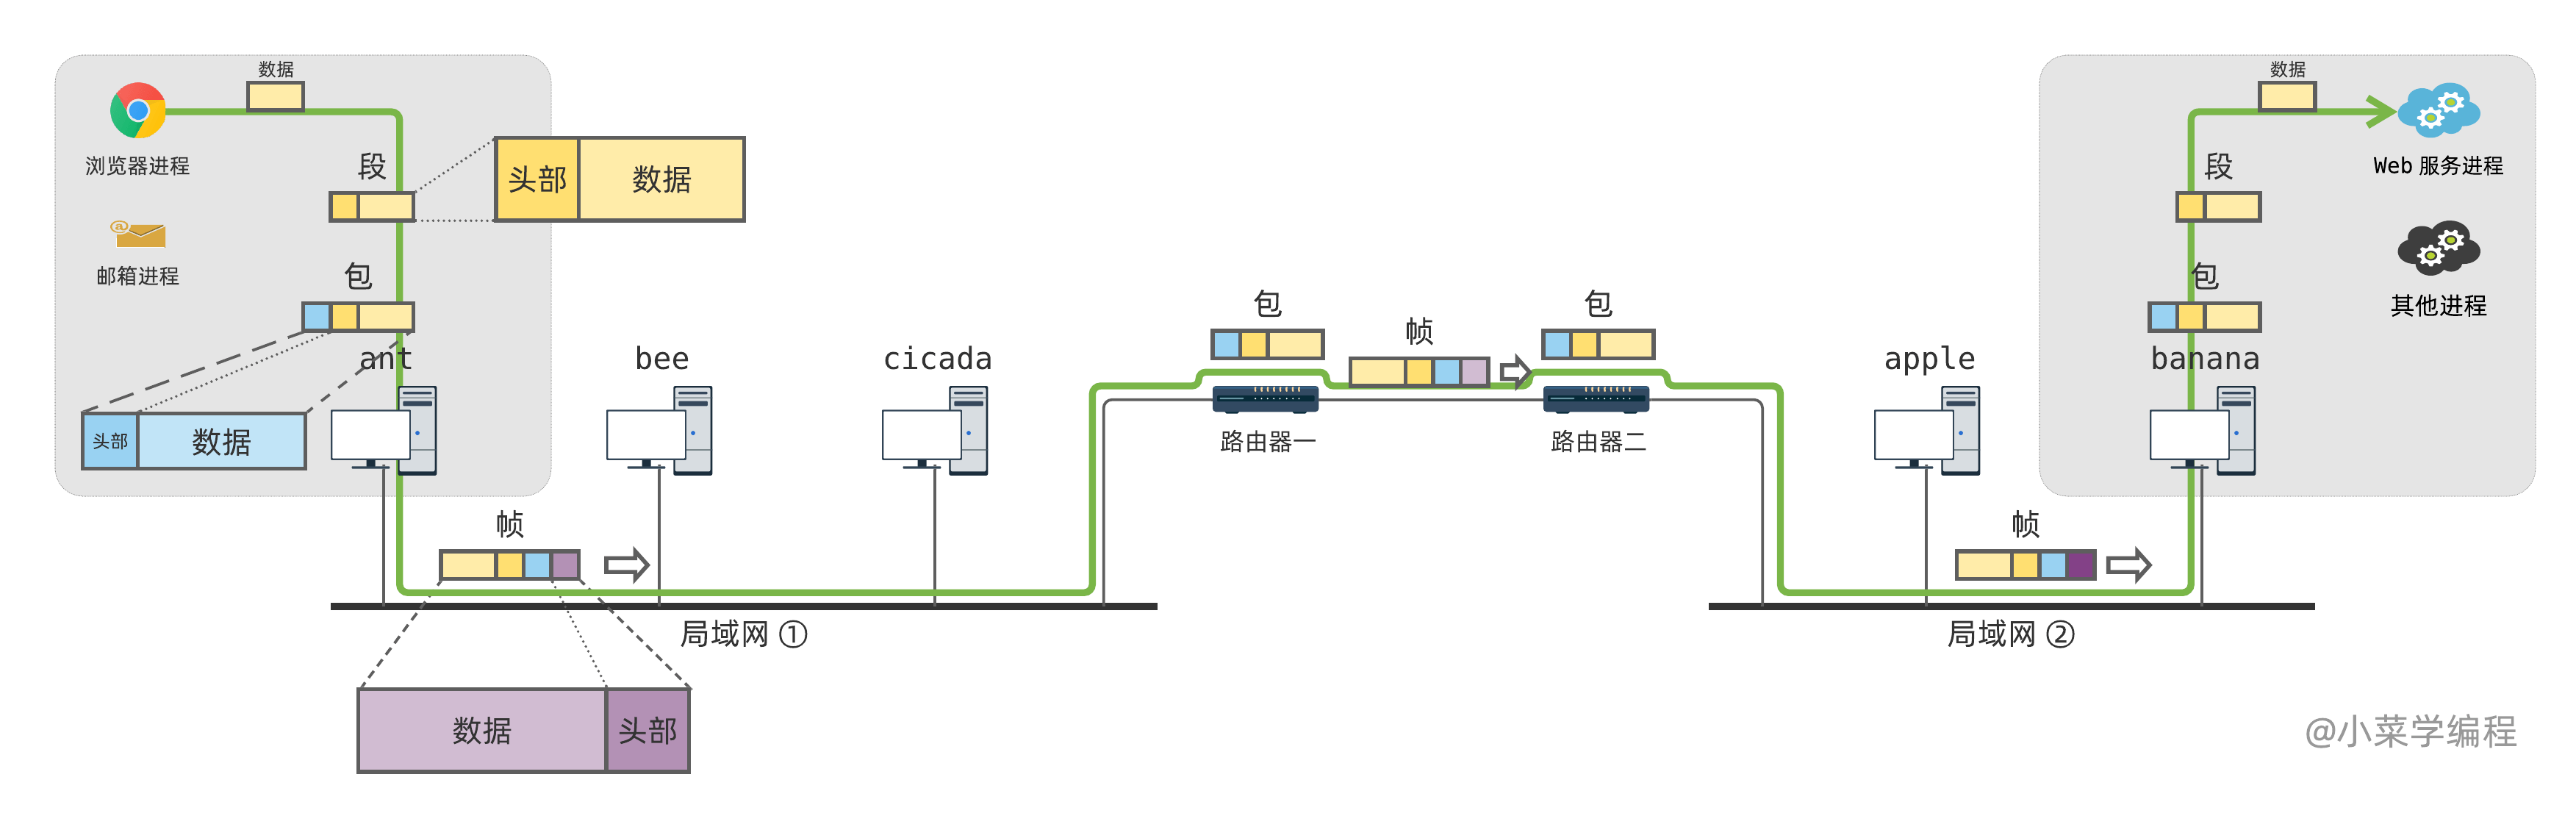 数据
浏览器进程
段
头部 数据
邮箱进程
包
ant
头部 数据
bee
cicada
帧
局域网 ①
数据 头部
包
帧
包
路由器一
路由器二
apple
数据
Web 服务进程
段
包
其他进程
banana
帧
局域网 ②
@小菜学编程